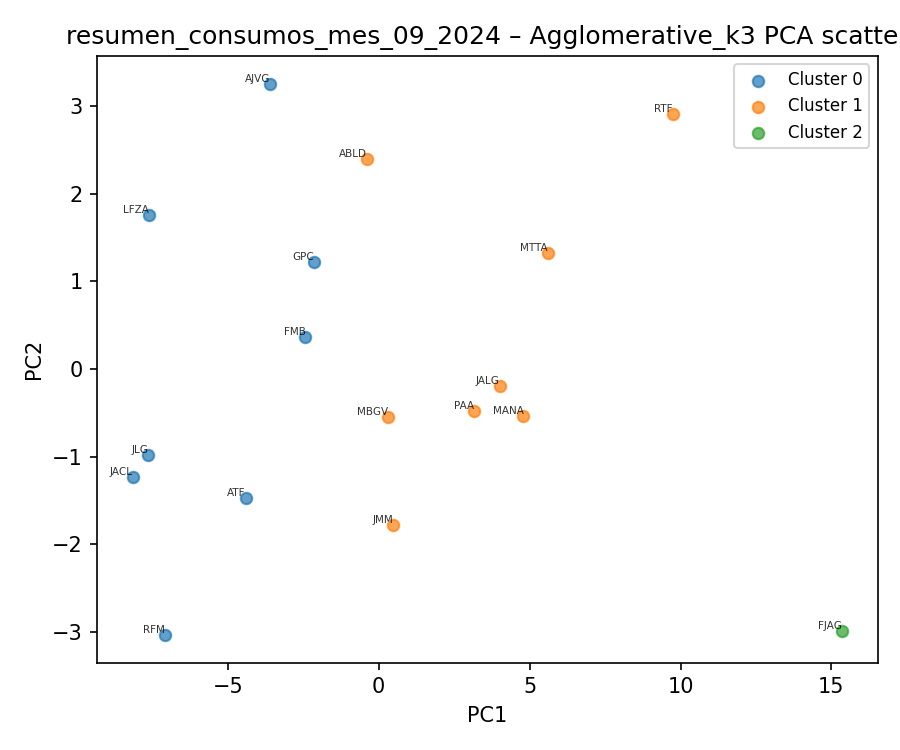 resumen_consumos_mes_09_2024 – Agglomerative_k3 PCA scatte
Cluster 0
Cluster 1
Cluster 2
AJVG
RTF
ABLD
LFZA
GPC
MTTA
FMB
JALG
PAA
MANA
MBGV
JLG
JACL
ATF
JMM
RFM
FJAG
3
2
1
0
−1
−2
−3
PC2
−5
0
5
10
15
PC1